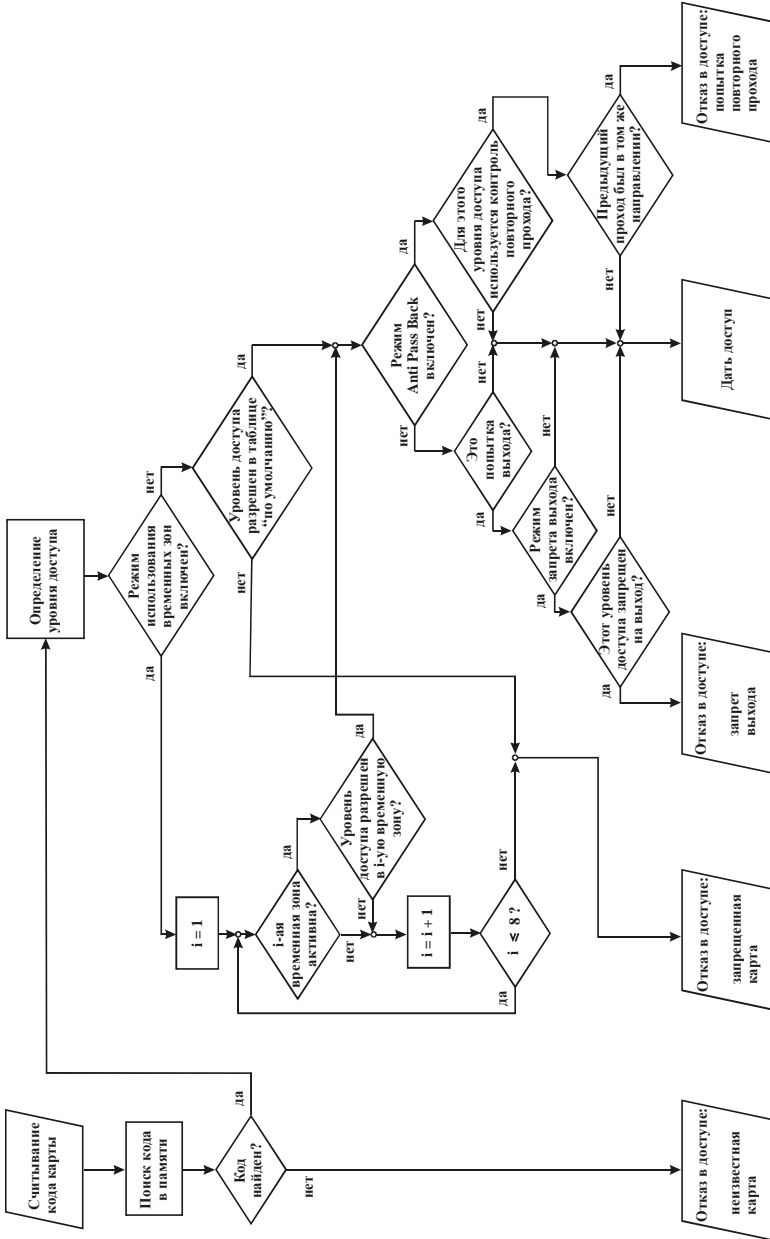 Считывание
кода карты
Поиск кода
в памяти
Код
найден?
да
нет
Отказ в доступе:
неизвестная
карта
Определение
уровня доступа
Режим
использования
временных зон
включен?
да
нет
i = 1
i-ая
временная зона
активна?
да
нет
Уровень
доступа разрешен
в i-ую временную
зону?
да
нет
i = i + 1
i ⩽ 8 ?
да
нет
Отказ в доступе:
запрещенная
карта
Уровень доступа
разрешен в таблице
“по умолчанию”?
да
нет
Режим
Anti Pass Back
включен?
да
нет
Для этого
уровня доступа
используется контроль
повторного
прохода?
да
нет
Это
попытка
выхода?
да
нет
Режим
запрета выхода
включен?
да
нет
Этот уровень
доступа запрещен
на выход?
да
нет
Предыдущий
проход был в том же
направлении?
да
нет
Отказ в доступе:
запрет
выхода
Дать доступ
Отказ в доступе:
попытка
повторного
прохода